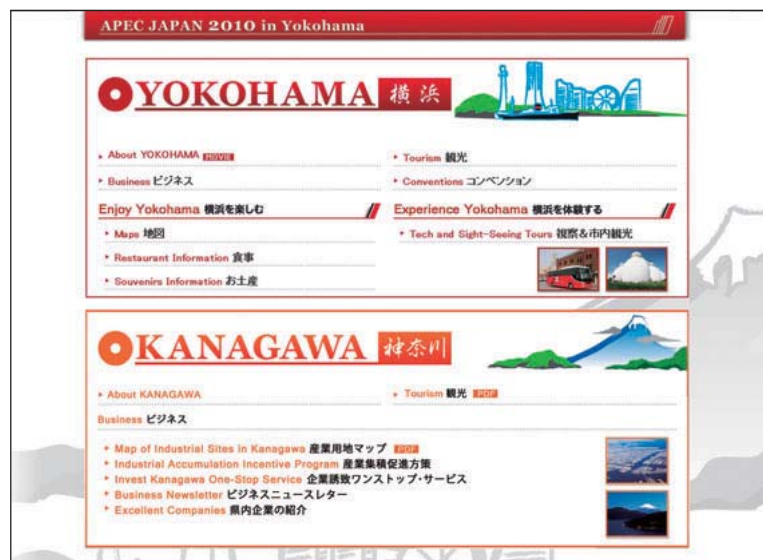 APEC JAPAN 2010 in Yokohama
YOKOHAMA 横浜
About YOKOHAMA MOVIE
Tourism 観光
Business ビジネス
Conventions コンベンション
Enjoy Yokohama 横浜を楽しむ
Experience Yokohama 横浜を体験する
Maps 地図
Tech and Sight-Seeing Tours 視察&市内観光
Restaurant Information 食事
Souvenirs Information お土産
KANAGAWA 神奈川
About KANAGAWA
Tourism 観光 PDF
Business ビジネス
Map of Industrial Sites in Kanagawa 産業用地マップ PDF
Industrial Accumulation Incentive Program 産業集積促進方策
Invest Kanagawa One-Stop Service 企業誘致ワンストップ・サービス
Business Newsletter ビジネスニュースレター
Excellent Companies 県内企業の紹介